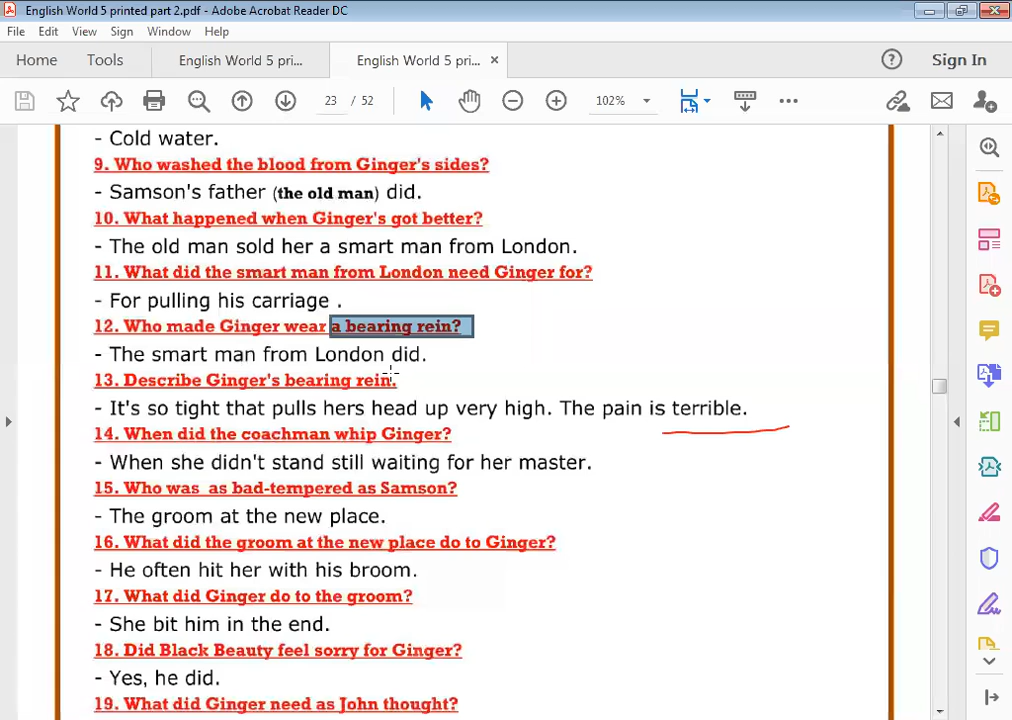 English World 5 printed part 2.pdf - Adobe Acrobat Reader DC
File Edit View Sign Window Help
Home Tools English World 5 pri... English World 5 pri... × Sign In
23 / 52 102%
- Cold water.
9. Who washed the blood from Ginger's sides?
- Samson's father (the old man) did.
10. What happened when Ginger's got better?
- The old man sold her a smart man from London.
11. What did the smart man from London need Ginger for?
- For pulling his carriage .
12. Who made Ginger wear a bearing rein?
- The smart man from London did.
13. Describe Ginger's bearing rein.
- It's so tight that pulls hers head up very high. The pain is terrible.
14. When did the coachman whip Ginger?
- When she didn't stand still waiting for her master.
15. Who was as bad-tempered as Samson?
- The groom at the new place.
16. What did the groom at the new place do to Ginger?
- He often hit her with his broom.
17. What did Ginger do to the groom?
- She bit him in the end.
18. Did Black Beauty feel sorry for Ginger?
- Yes, he did.
19. What did Ginger need as John thought?